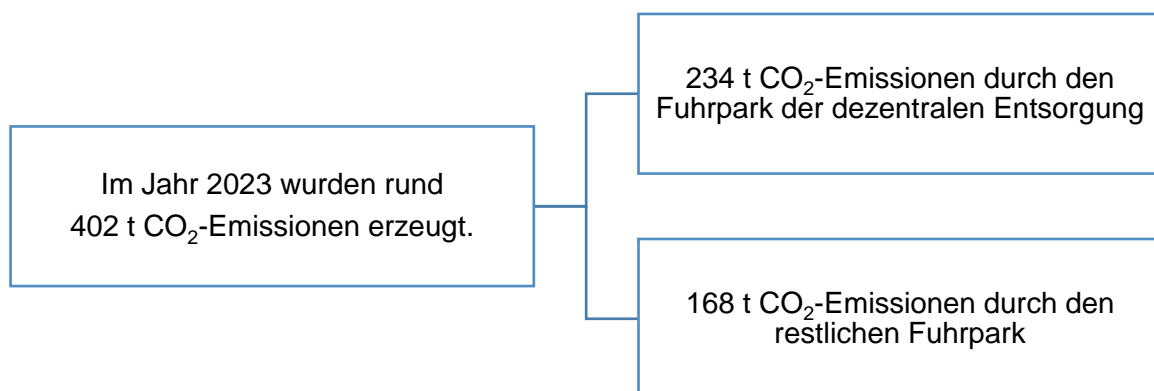 Im Jahr 2023 wurden rund
402 t CO₂-Emissionen erzeugt.
234 t CO₂-Emissionen durch den
Fuhrpark der dezentralen Entsorgung
168 t CO₂-Emissionen durch den
restlichen Fuhrpark